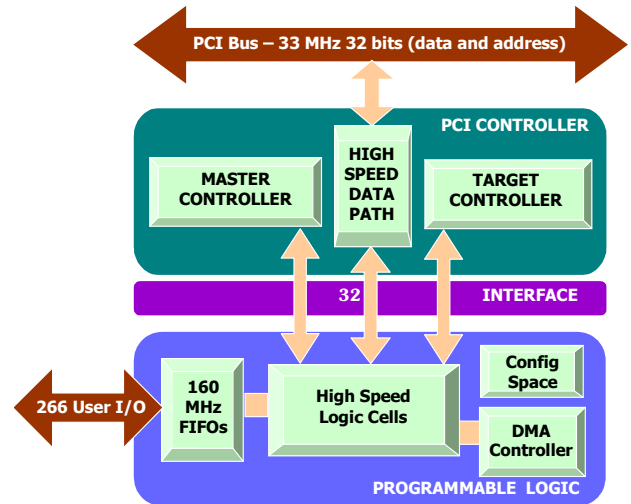 PCI Bus – 33 MHz 32 bits (data and address)
PCI CONTROLLER
HIGH
SPEED
DATA
PATH
MASTER
CONTROLLER
TARGET
CONTROLLER
32
INTERFACE
266 User I/O
160
MHz
FIFOs
High Speed
Logic Cells
Config
Space
DMA
Controller
PROGRAMMABLE LOGIC